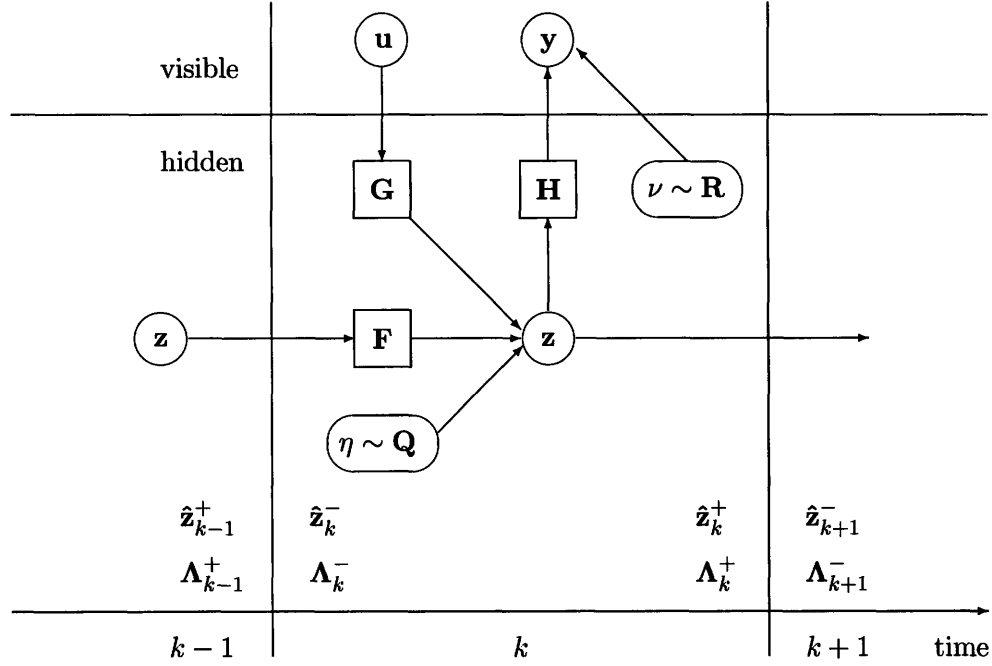 u y
visible
hidden
G H ν ~ R
z F z
η ~ Q
ẑ⁺ₖ₋₁ ẑ⁻ₖ ẑ⁺ₖ ẑ⁻ₖ₊₁
Λ⁺ₖ₋₁ Λ⁻ₖ Λ⁺ₖ Λ⁻ₖ₊₁
k − 1 k k + 1 time